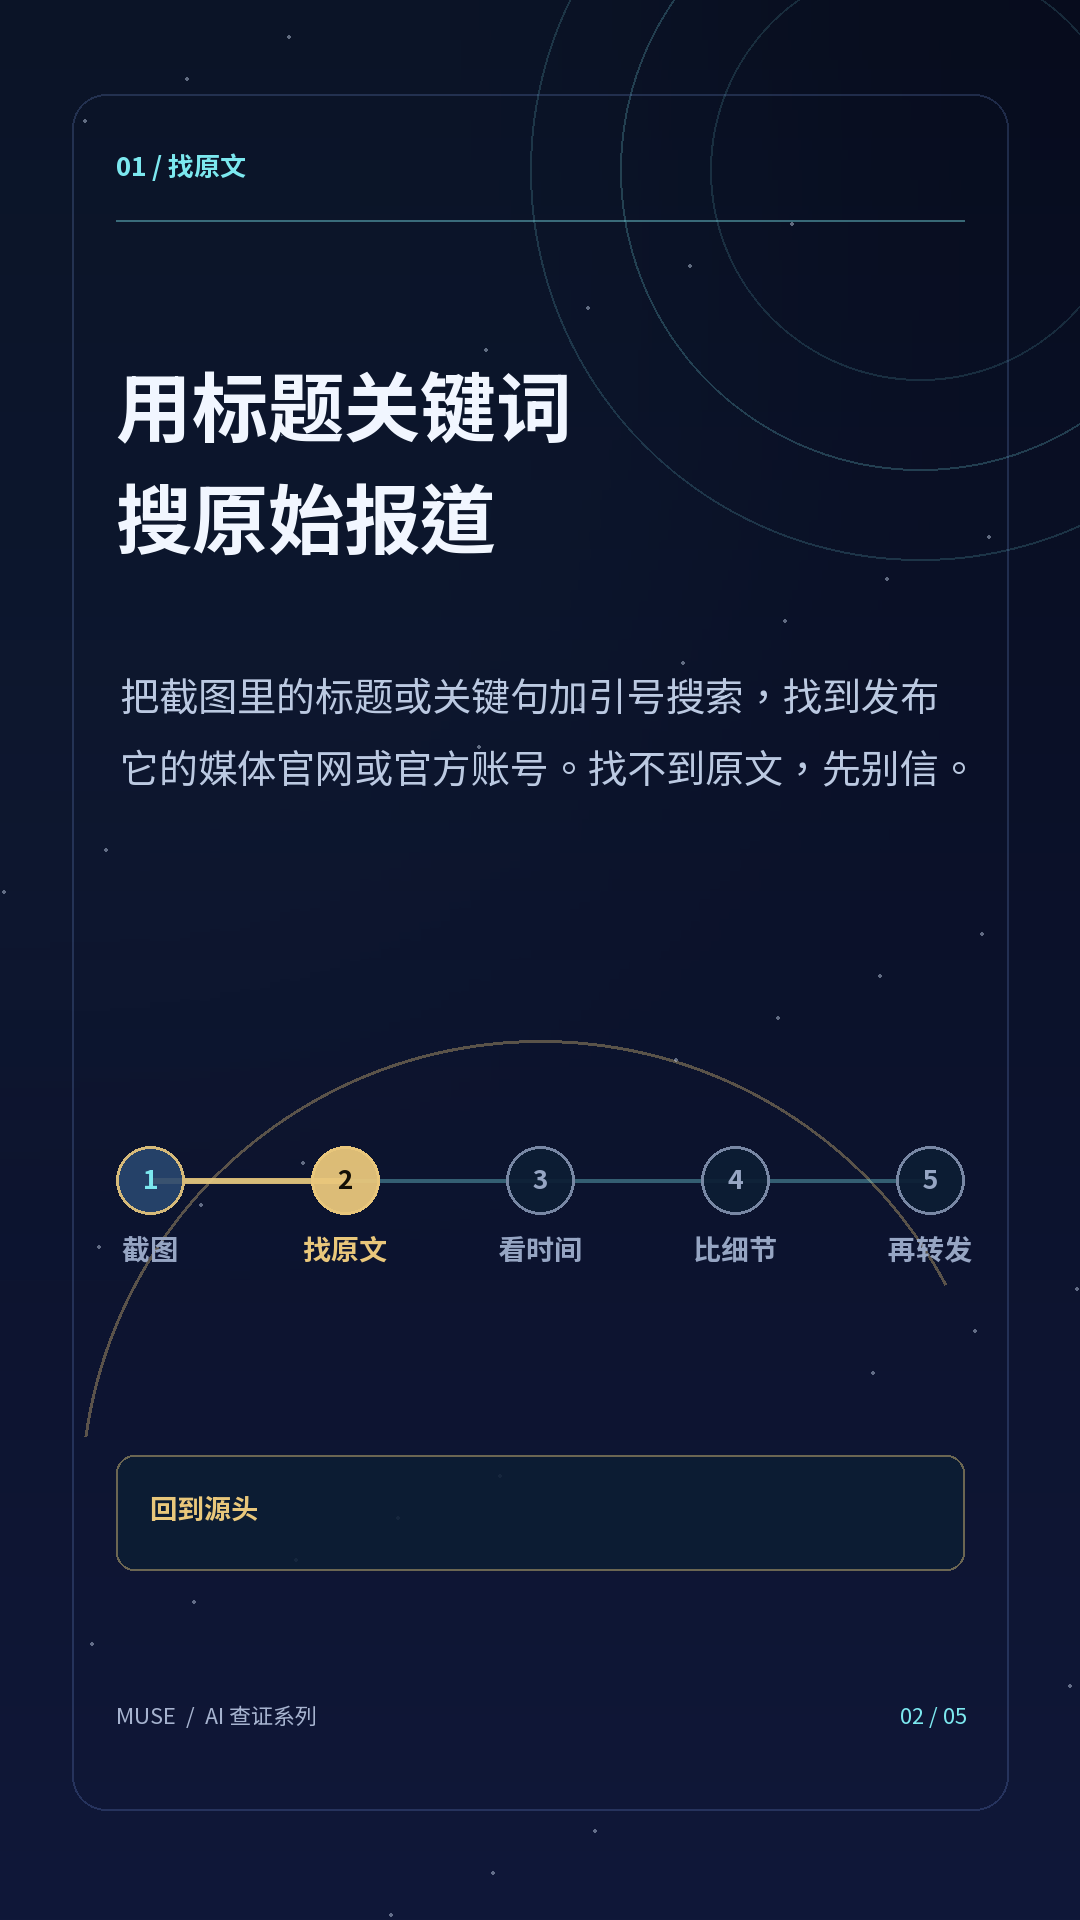 01 / 找原文
用标题关键词
搜原始报道
把截图里的标题或关键句加引号搜索，找到发布
它的媒体官网或官方账号。找不到原文，先别信。
1 2 3 4 5
截图 找原文 看时间 比细节 再转发
回到源头
MUSE / AI 查证系列 02 / 05